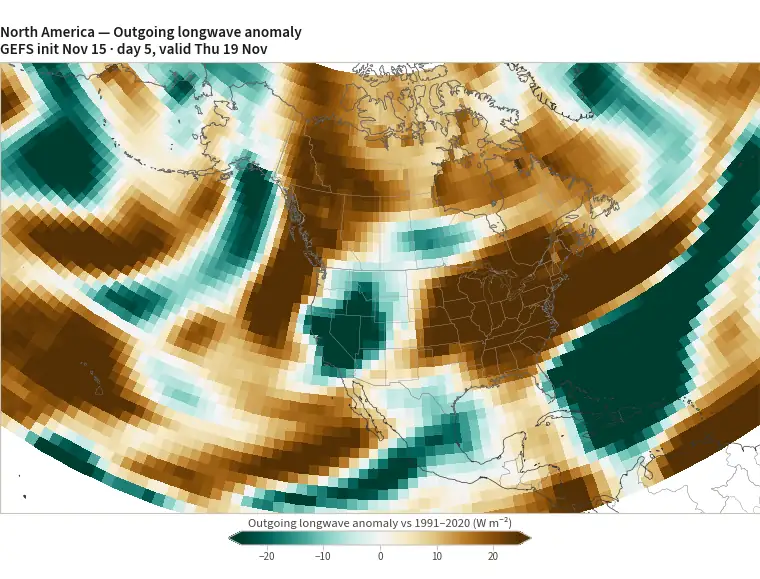 North America — Outgoing longwave anomaly
GEFS init Nov 15 · day 5, valid Thu 19 Nov
Outgoing longwave anomaly vs 1991–2020 (W m⁻²)
−20 −10 0 10 20